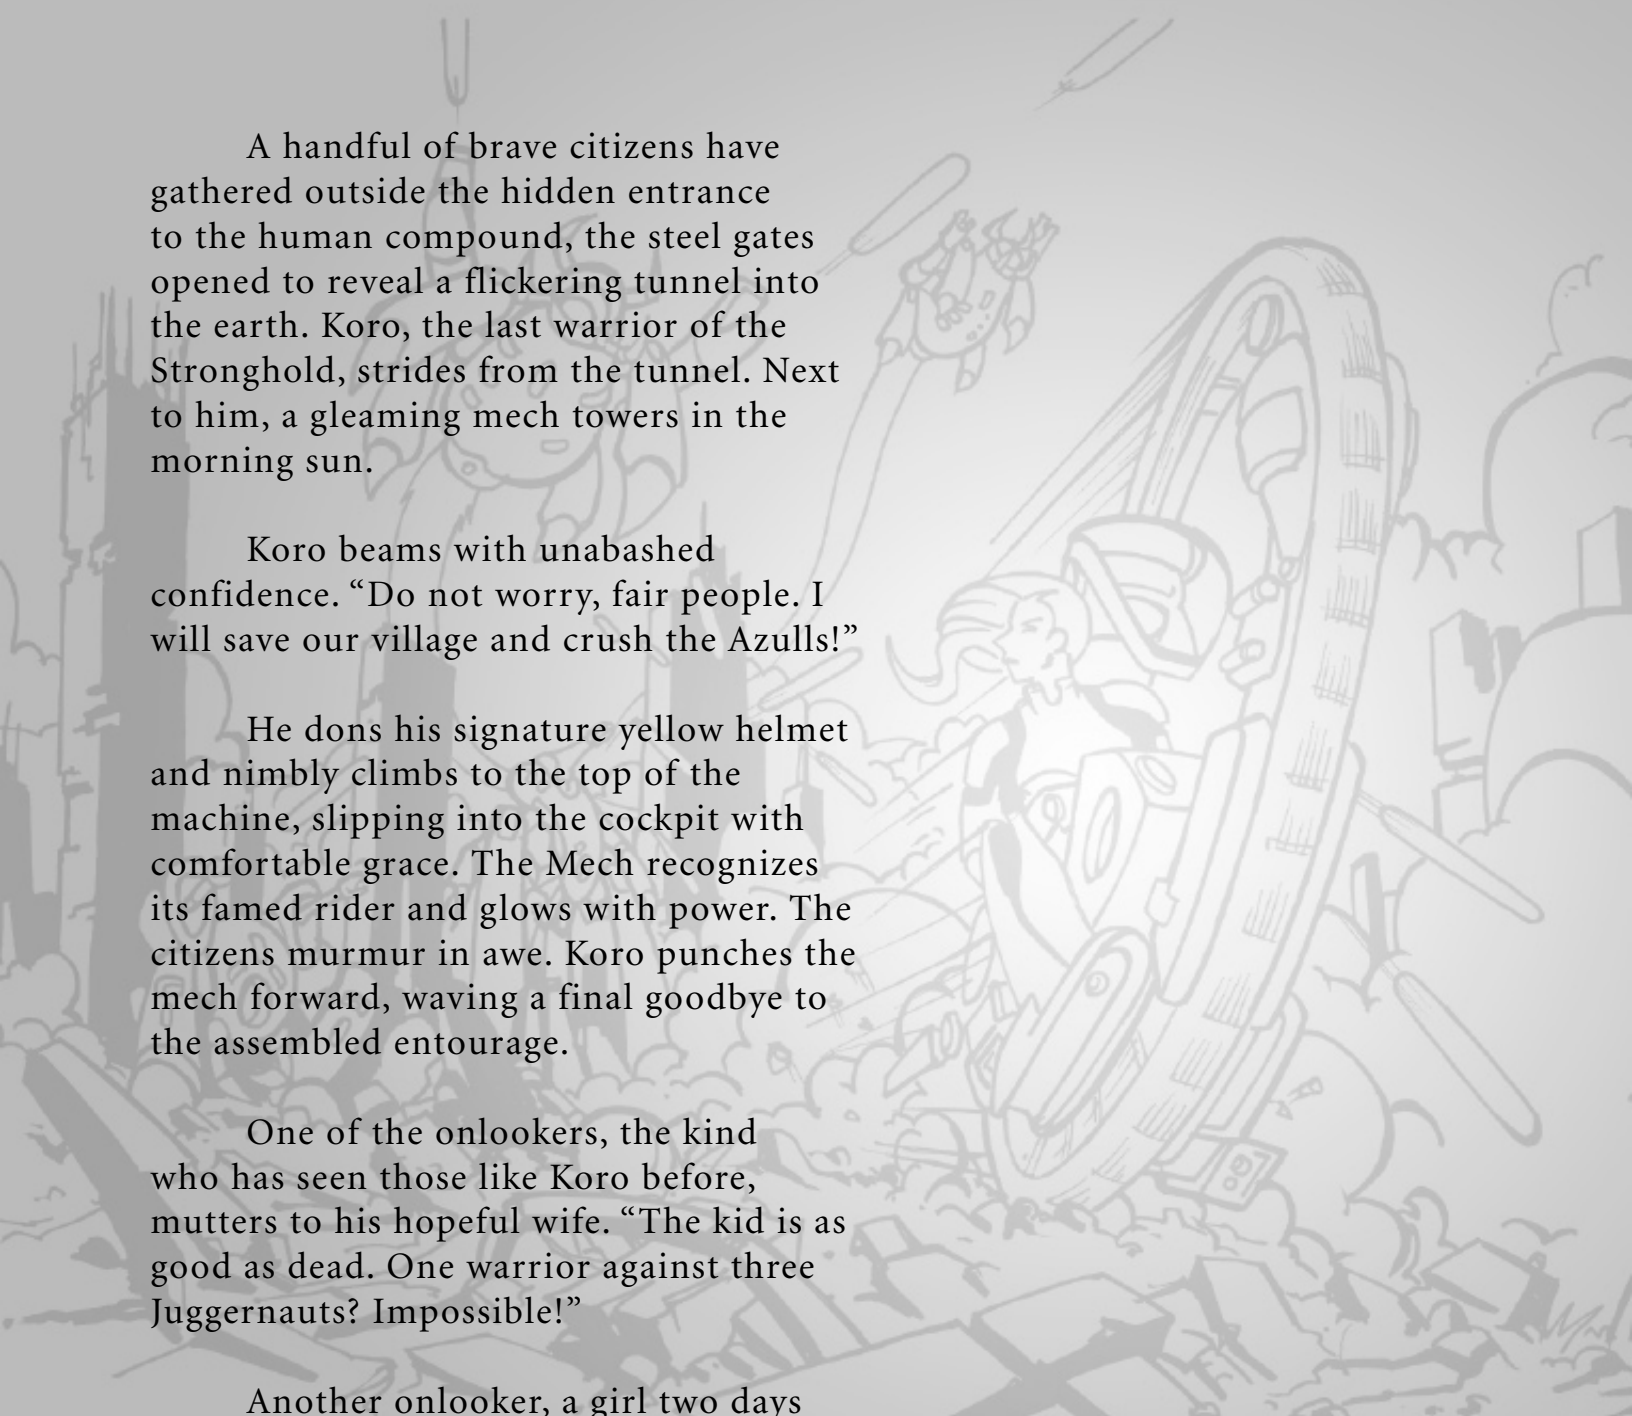 A handful of brave citizens have
gathered outside the hidden entrance
to the human compound, the steel gates
opened to reveal a flickering tunnel into
the earth. Koro, the last warrior of the
Stronghold, strides from the tunnel. Next
to him, a gleaming mech towers in the
morning sun.
Koro beams with unabashed
confidence. “Do not worry, fair people. I
will save our village and crush the Azulls!”
He dons his signature yellow helmet
and nimbly climbs to the top of the
machine, slipping into the cockpit with
comfortable grace. The Mech recognizes
its famed rider and glows with power. The
citizens murmur in awe. Koro punches the
mech forward, waving a final goodbye to
the assembled entourage.
One of the onlookers, the kind
who has seen those like Koro before,
mutters to his hopeful wife. “The kid is as
good as dead. One warrior against three
Juggernauts? Impossible!”
Another onlooker, a girl two days